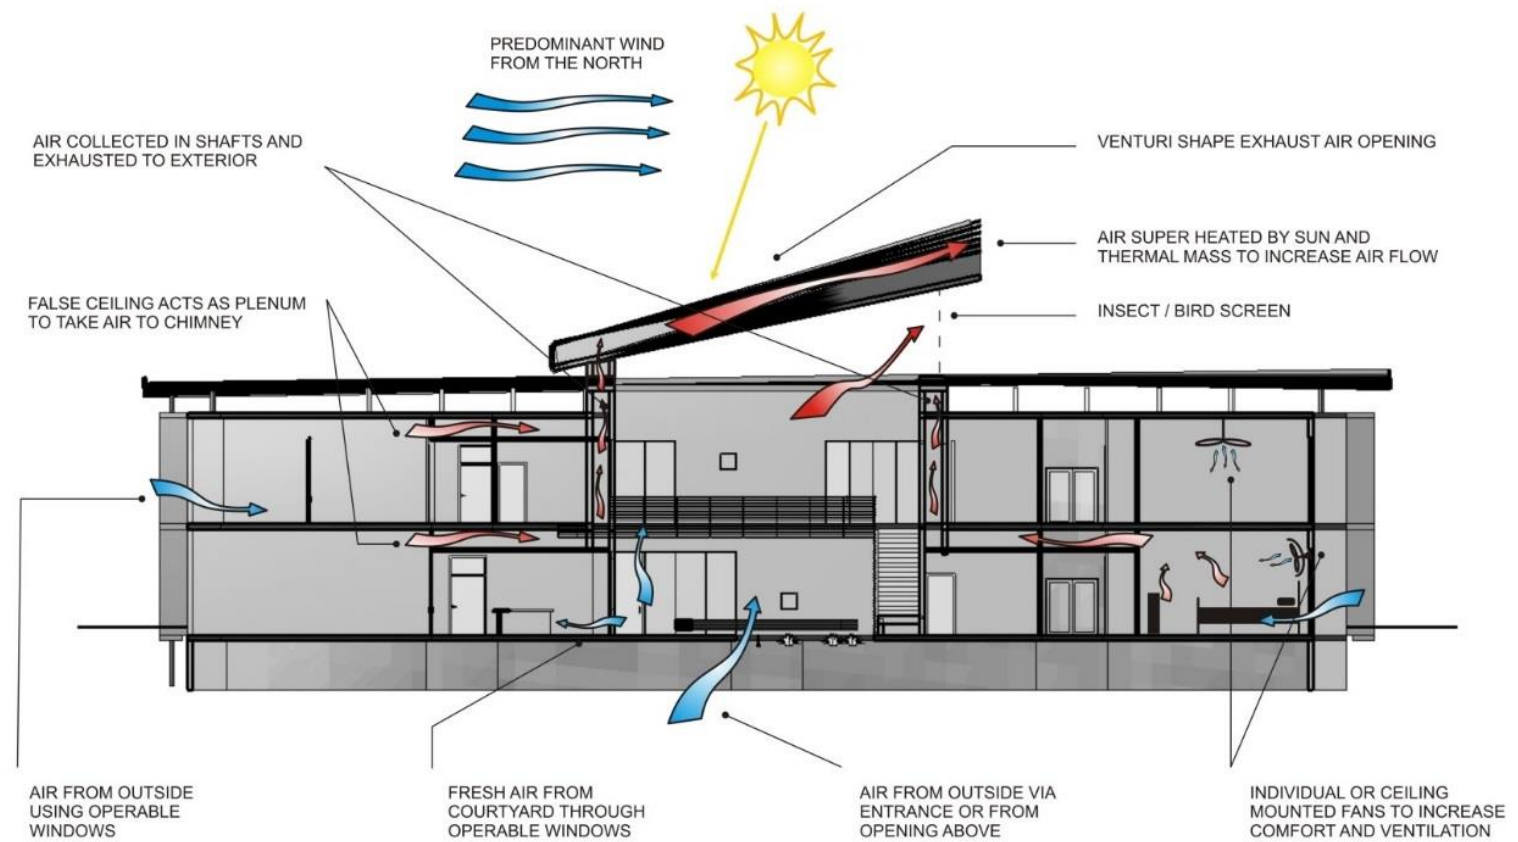 PREDOMINANT WIND
FROM THE NORTH
AIR COLLECTED IN SHAFTS AND
EXHAUSTED TO EXTERIOR
VENTURI SHAPE EXHAUST AIR OPENING
AIR SUPER HEATED BY SUN AND
THERMAL MASS TO INCREASE AIR FLOW
FALSE CEILING ACTS AS PLENUM
TO TAKE AIR TO CHIMNEY
INSECT / BIRD SCREEN
AIR FROM OUTSIDE
USING OPERABLE
WINDOWS
FRESH AIR FROM
COURTYARD THROUGH
OPERABLE WINDOWS
AIR FROM OUTSIDE VIA
ENTRANCE OR FROM
OPENING ABOVE
INDIVIDUAL OR CEILING
MOUNTED FANS TO INCREASE
COMFORT AND VENTILATION